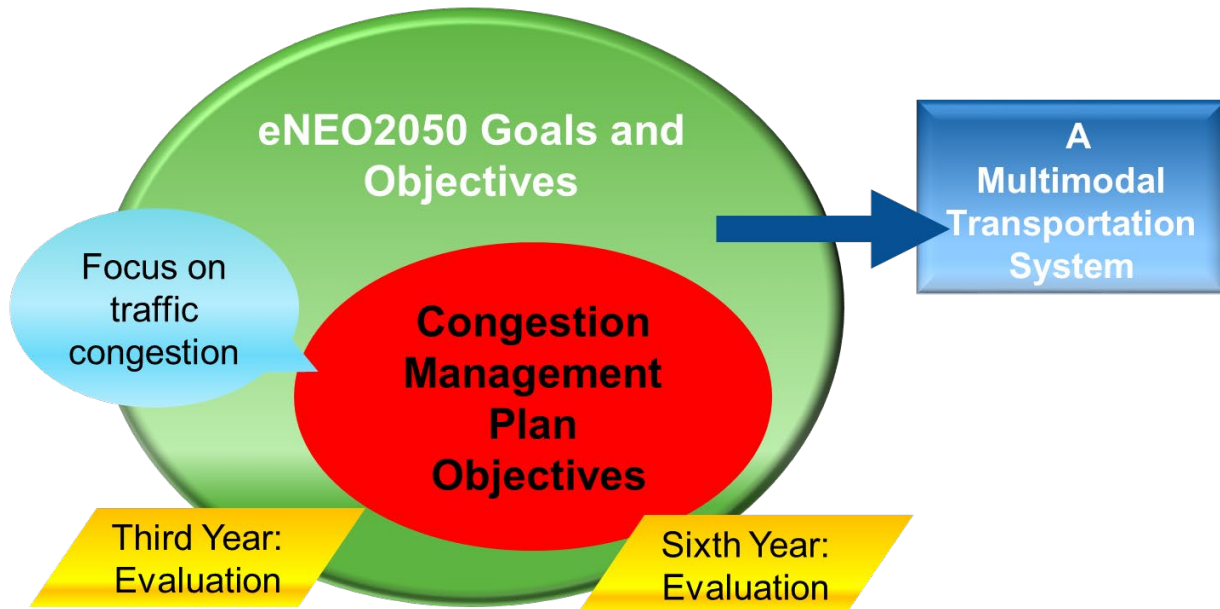 eNEO2050 Goals and
Objectives
A
Multimodal
Transportation
System
Focus on
traffic
congestion
Congestion
Management
Plan
Objectives
Third Year:
Evaluation
Sixth Year:
Evaluation